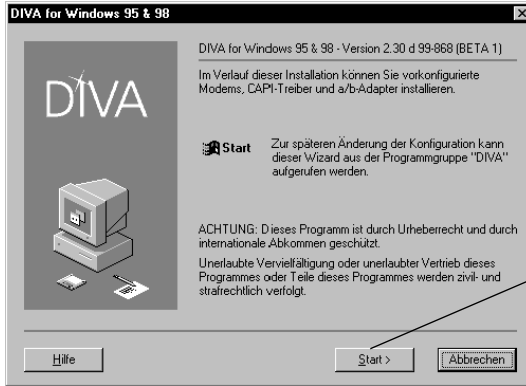 DIVA for Windows 95 & 98
DIVA
DIVA for Windows 95 & 98 - Version 2.30 d 99-868 (BETA 1)
Im Verlauf dieser Installation können Sie vorkonfigurierte
Modems, CAPI-Treiber und a/b-Adapter installieren.
Start
Zur späteren Änderung der Konfiguration kann
dieser Wizard aus der Programmgruppe "DIVA"
aufgerufen werden.
ACHTUNG: Dieses Programm ist durch Urheberrecht und durch
internationale Abkommen geschützt.
Unerlaubte Vervielfältigung oder unerlaubter Vertrieb dieses
Programmes oder Teile dieses Programmes werden zivil- und
strafrechtlich verfolgt.
Hilfe
Start >
Abbrechen